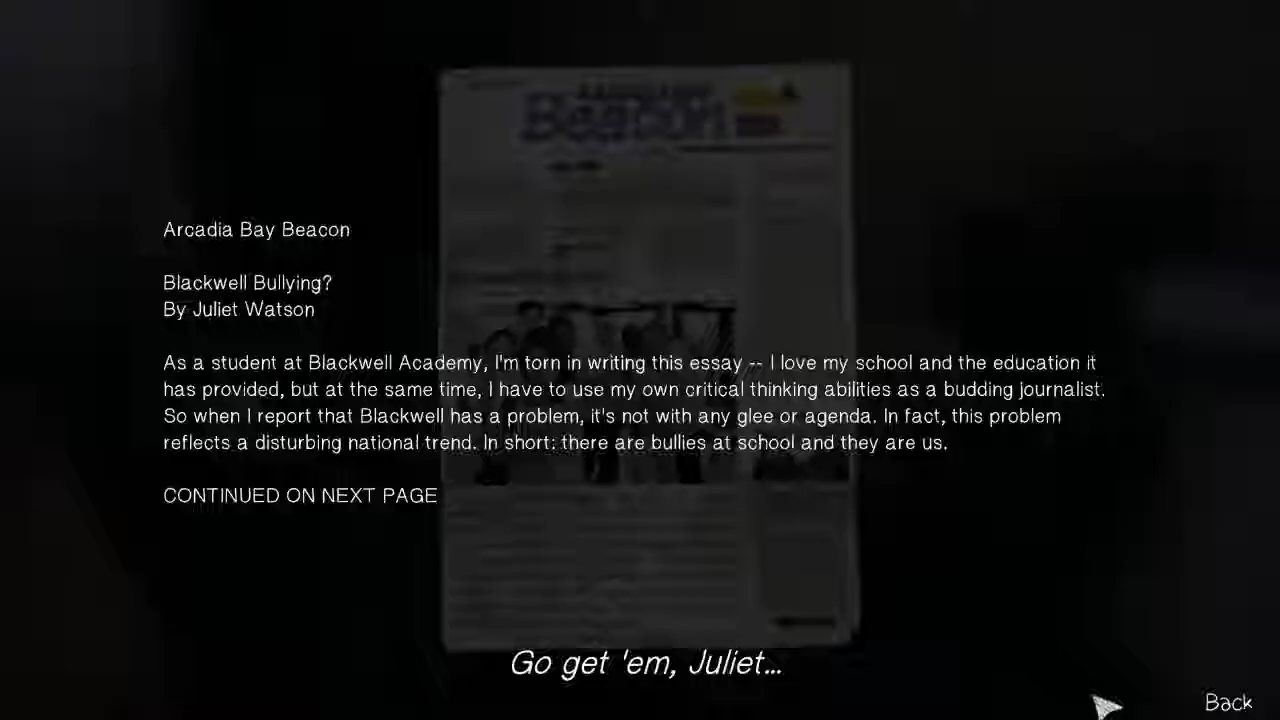 Beacon
Arcadia Bay Beacon
Blackwell Bullying?
By Juliet Watson
As a student at Blackwell Academy, I'm torn in writing this essay -- I love my school and the education it
has provided, but at the same time, I have to use my own critical thinking abilities as a budding journalist.
So when I report that Blackwell has a problem, it's not with any glee or agenda. In fact, this problem
reflects a disturbing national trend. In short: there are bullies at school and they are us.
CONTINUED ON NEXT PAGE
Go get 'em, Juliet...
Back